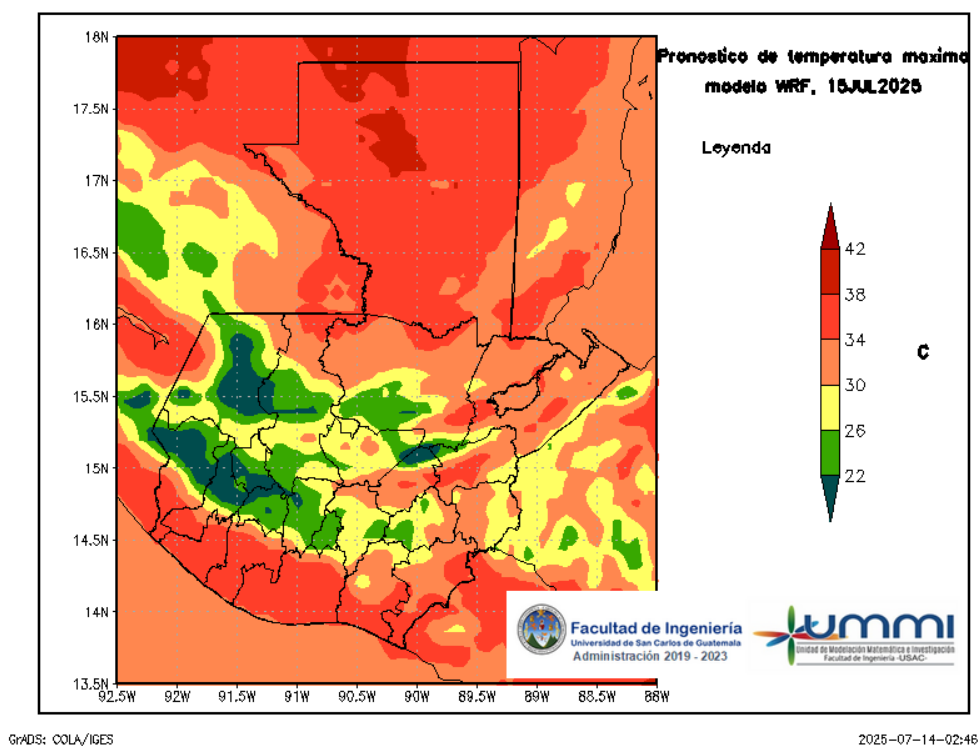 Pronostico de temperatura maxima
modelo WRF, 15JUL2025
Leyenda
42
38
34
30
26
22
C
18N
17.5N
17N
16.5N
16N
15.5N
15N
14.5N
14N
13.5N
92.5W 92W 91.5W 91W 90.5W 90W 89.5W 89W 88.5W 88W
Facultad de Ingeniería
Universidad de San Carlos de Guatemala
Administración 2019 - 2023
ummi
Unidad de Modelación Matemática e Investigación
Facultad de Ingeniería -USAC-
GrADS: COLA/IGES
2025-07-14-02:46